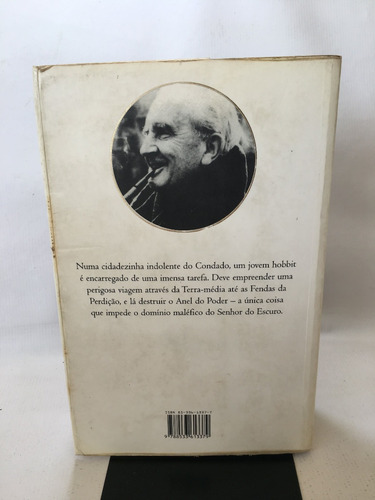 Numa cidadezinha indolente do Condado, um jovem hobbit
é encarregado de uma imensa tarefa. Deve empreender uma
perigosa viagem através da Terra-média até as Fendas da
Perdição, e lá destruir o Anel do Poder – a única coisa
que impede o domínio maléfico do Senhor do Escuro.